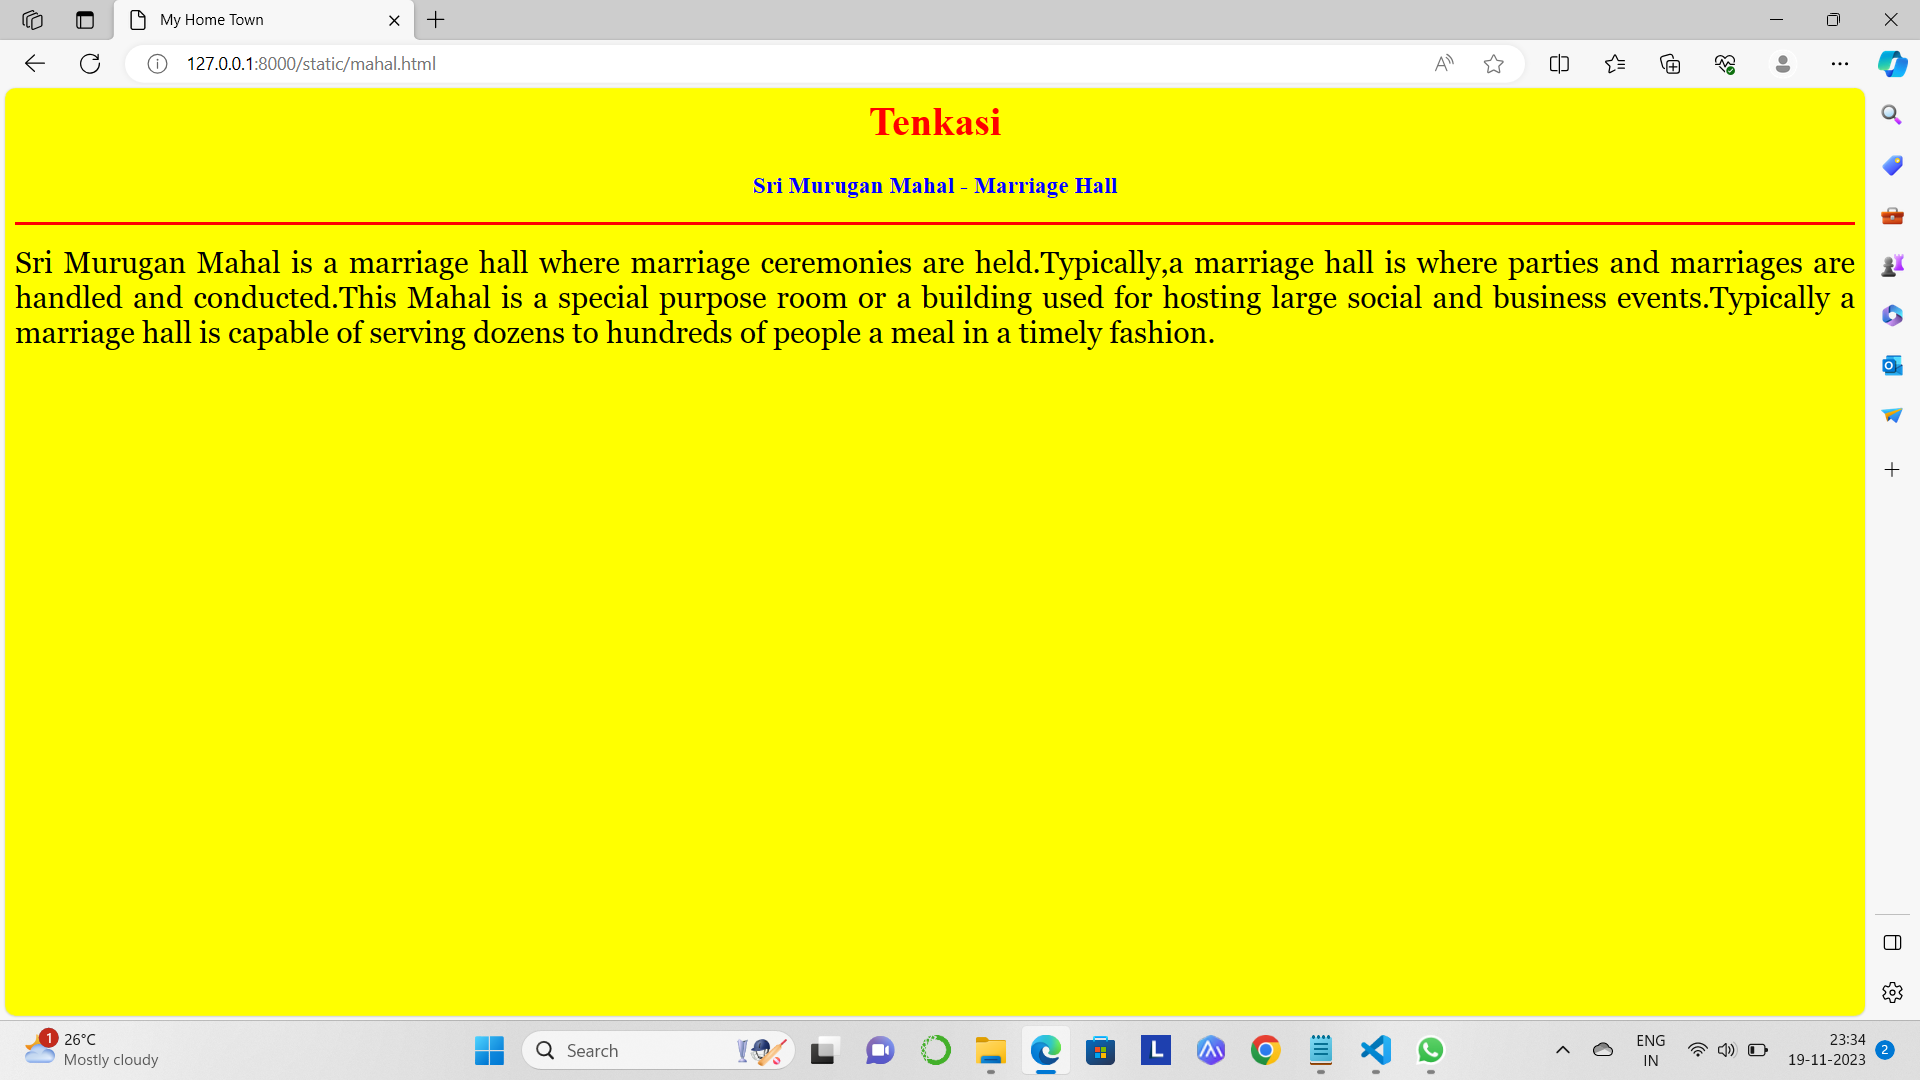 My Home Town
127.0.0.1:8000/static/mahal.html
Tenkasi
Sri Murugan Mahal - Marriage Hall
Sri Murugan Mahal is a marriage hall where marriage ceremonies are held.Typically,a marriage hall is where parties and marriages are
handled and conducted.This Mahal is a special purpose room or a building used for hosting large social and business events.Typically a
marriage hall is capable of serving dozens to hundreds of people a meal in a timely fashion.
1
26°C
Mostly cloudy
Search
L
ENG
IN
23:34
19-11-2023
2